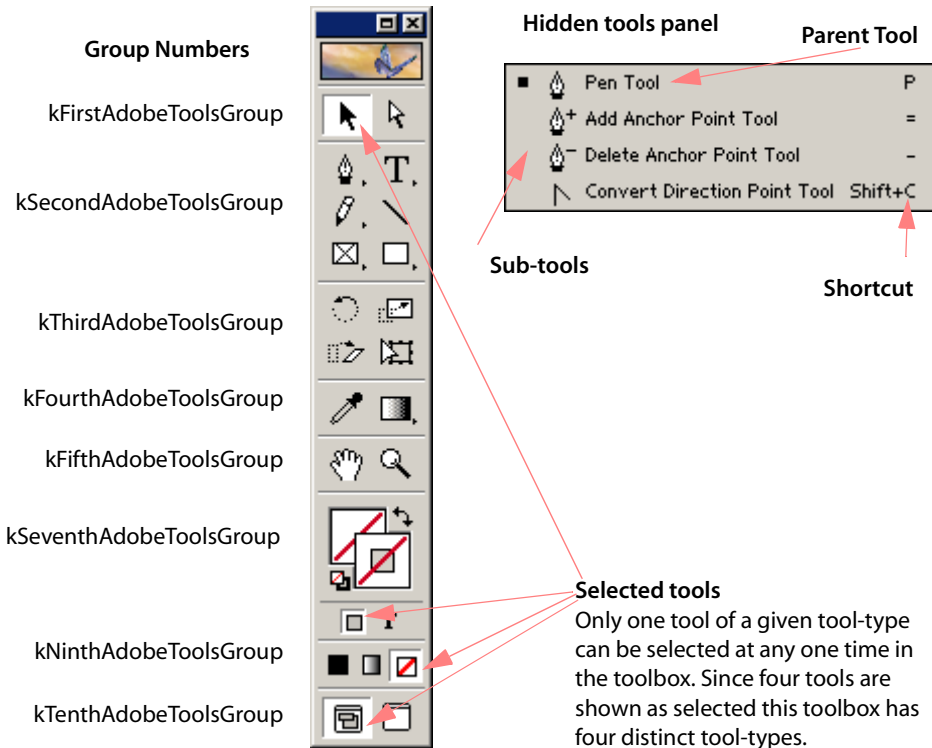 Group Numbers
kFirstAdobeToolsGroup
kSecondAdobeToolsGroup
kThirdAdobeToolsGroup
kFourthAdobeToolsGroup
kFifthAdobeToolsGroup
kSeventhAdobeToolsGroup
kNinthAdobeToolsGroup
kTenthAdobeToolsGroup
T
T
Hidden tools panel
Parent Tool
Pen Tool P
Add Anchor Point Tool =
Delete Anchor Point Tool -
Convert Direction Point Tool Shift+C
Sub-tools
Shortcut
Selected tools
Only one tool of a given tool-type
can be selected at any one time in
the toolbox. Since four tools are
shown as selected this toolbox has
four distinct tool-types.